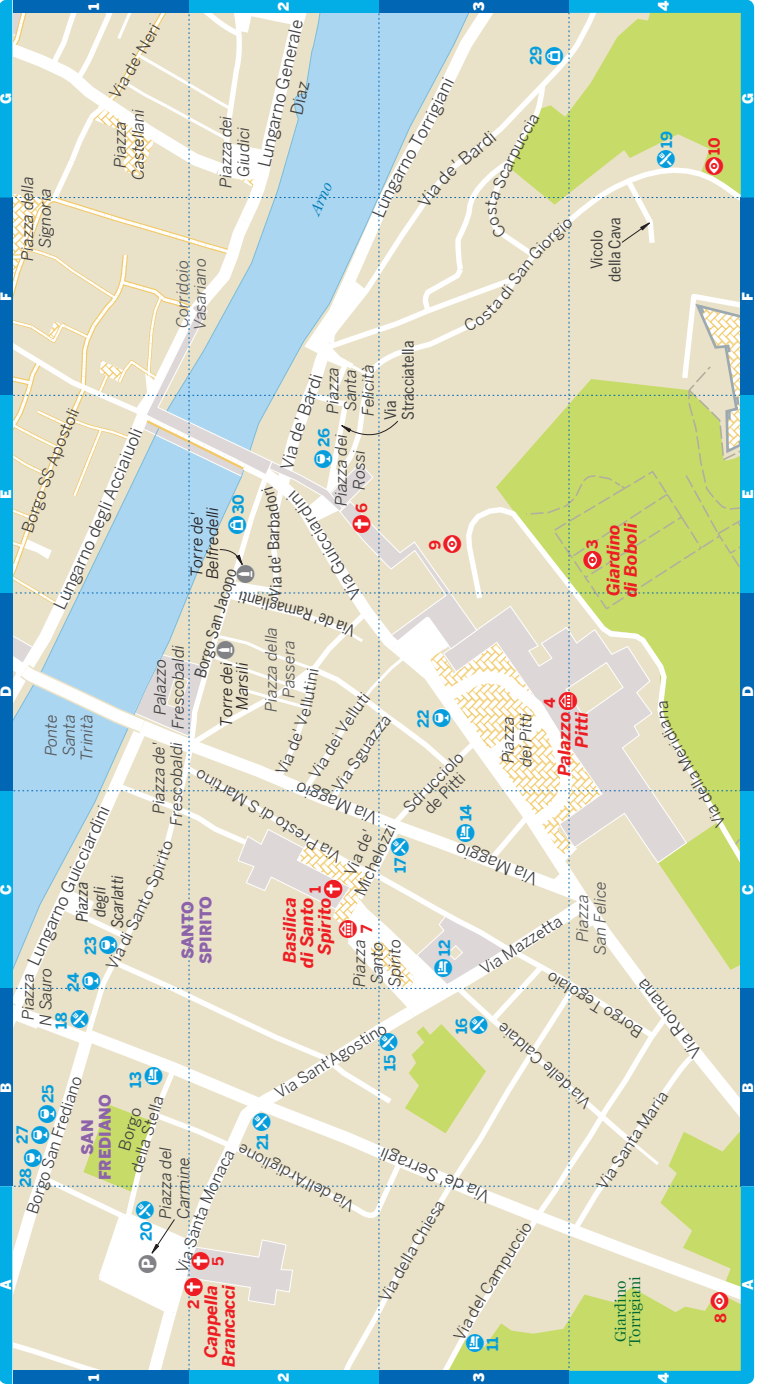 1
2
3
4
G
G
F
F
E
E
D
D
C
C
B
B
A
A
1
2
3
4
Via de' Neri
Piazza
Castellani
Piazza dei
Giudici
Lungarno Generale
Diaz
Piazza della
Signoria
Arno
Lungarno Torrigiani
Via de' Bardi
Costa Scarpuccia
Costa di San Giorgio
Vicolo
della Cava
29
19
10
Corridoio
Vasariano
Borgo SS Apostoli
Lungarno degli Acciaiuoli
Via de' Bardi
Piazza
Santa
Felicità
Via
Stracciatella
26
Piazza dei
Rossi
6
9
3
Giardino
di Boboli
30
Torre de'
Belfredelli
Via de' Barbadori
Via Guicciardini
Borgo San Jacopo
Via de' Ramaglianti
Torre dei
Marsili
Piazza della
Passera
Palazzo
Frescobaldi
Ponte
Santa
Trinità
Piazza de'
Frescobaldi
Via de' Vellutini
Via dei Velluti
Via Sguazza
22
Piazza
dei Pitti
4
Palazzo
Pitti
Via della Meridiana
Sdrucciolo
de Pitti
Via Maggio
Via Presto di S Martino
Via de'
Michelozzi
17
14
Via Maggio
Lungarno Guicciardini
Piazza
degli
Scarlatti
Via di Santo Spirito
SANTO
SPIRITO
Basilica
di Santo
Spirito
1
7
Piazza
Santo
Spirito
12
Via Mazzetta
Piazza
San Felice
23
24
Piazza
N Sauro
18
13
15
16
Via Sant'Agostino
Via delle Caldaie
Borgo Tegolaio
Via Romana
Via Santa Maria
25
27
28
Borgo San Frediano
SAN
FREDIANO
Borgo
della Stella
21
Via dell'Ardiglione
Via de' Serragli
20
Piazza del
Carmine
P
Via Santa Monaca
2
5
Cappella
Brancacci
Via della Chiesa
Via del Campuccio
11
Giardino
Torrigiani
8